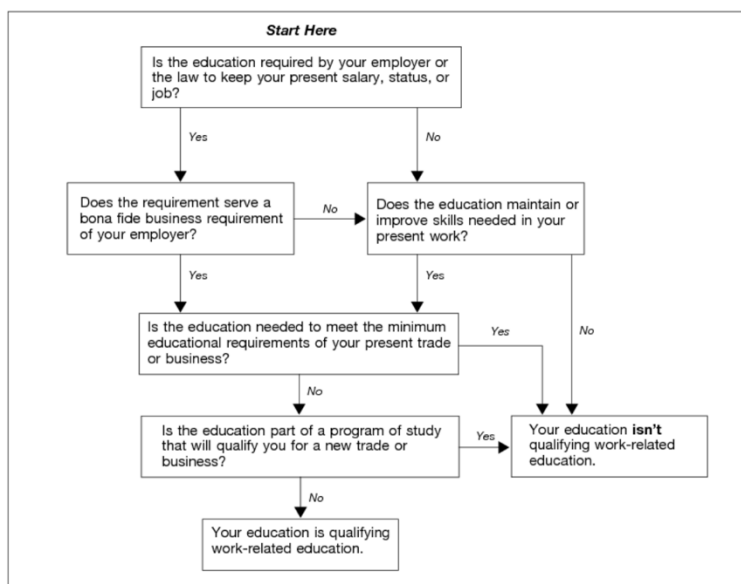 Start Here
Is the education required by your employer or
the law to keep your present salary, status, or
job?
Yes
No
Does the requirement serve a
bona fide business requirement
of your employer?
No
Does the education maintain or
improve skills needed in your
present work?
Yes
Yes
No
Is the education needed to meet the minimum
educational requirements of your present trade
or business?
Yes
No
Is the education part of a program of study
that will qualify you for a new trade or
business?
Yes
Your education isn't
qualifying work-related
education.
No
Your education is qualifying
work-related education.